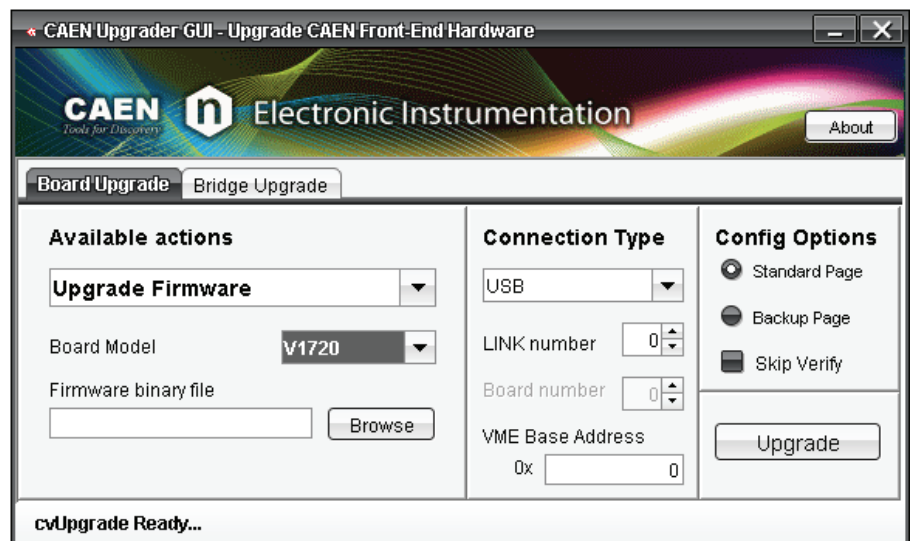 CAEN Upgrader GUI - Upgrade CAEN Front-End Hardware
CAEN
Tools for Discovery
n Electronic Instrumentation
About
Board Upgrade
Bridge Upgrade
Available actions
Upgrade Firmware
Board Model
V1720
Firmware binary file
Browse
Connection Type
USB
LINK number
0
Board number
0
VME Base Address
0x
0
Config Options
Standard Page
Backup Page
Skip Verify
Upgrade
cvUpgrade Ready...